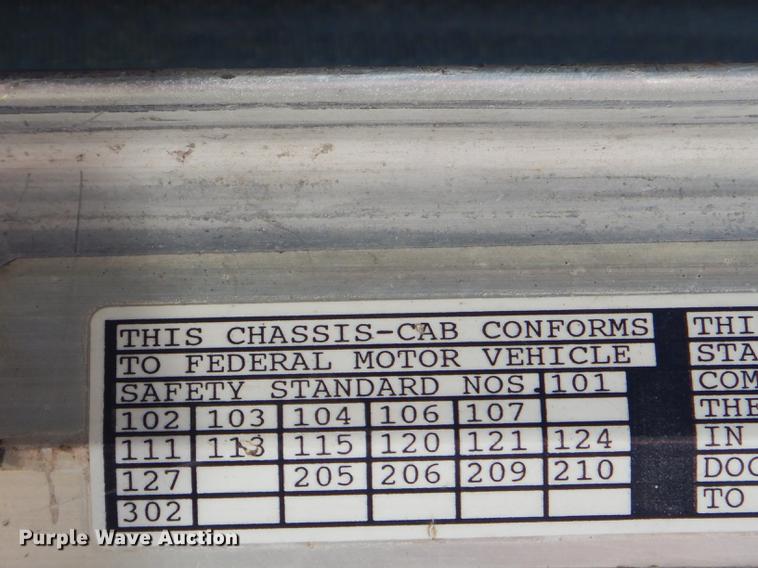 THIS CHASSIS-CAB CONFORMS
TO FEDERAL MOTOR VEHICLE
SAFETY STANDARD NOS. 101
102 103 104 106 107
111 113 115 120 121 124
127 205 206 209 210
302
THI
STA
COM
THE
IN
DOC
TO
Purple Wave Auction